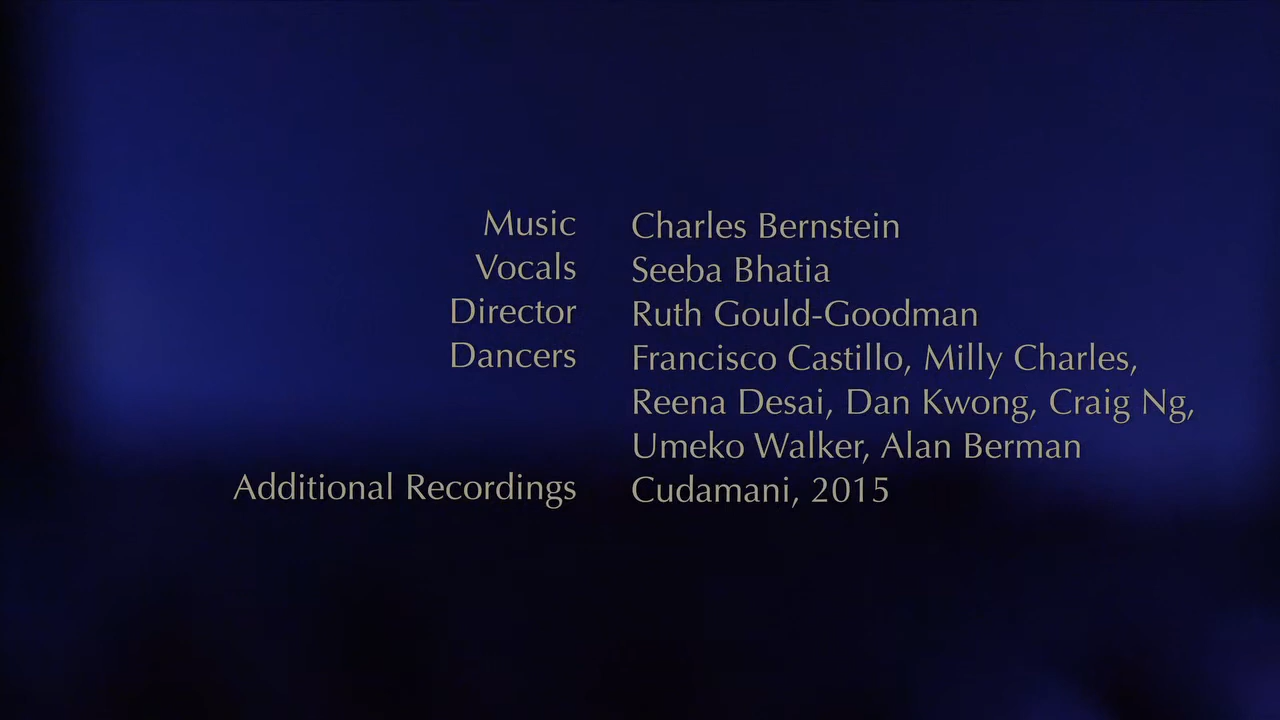 Music Charles Bernstein
Vocals Seeba Bhatia
Director Ruth Gould-Goodman
Dancers Francisco Castillo, Milly Charles,
Reena Desai, Dan Kwong, Craig Ng,
Umeko Walker, Alan Berman
Additional Recordings Cudamani, 2015